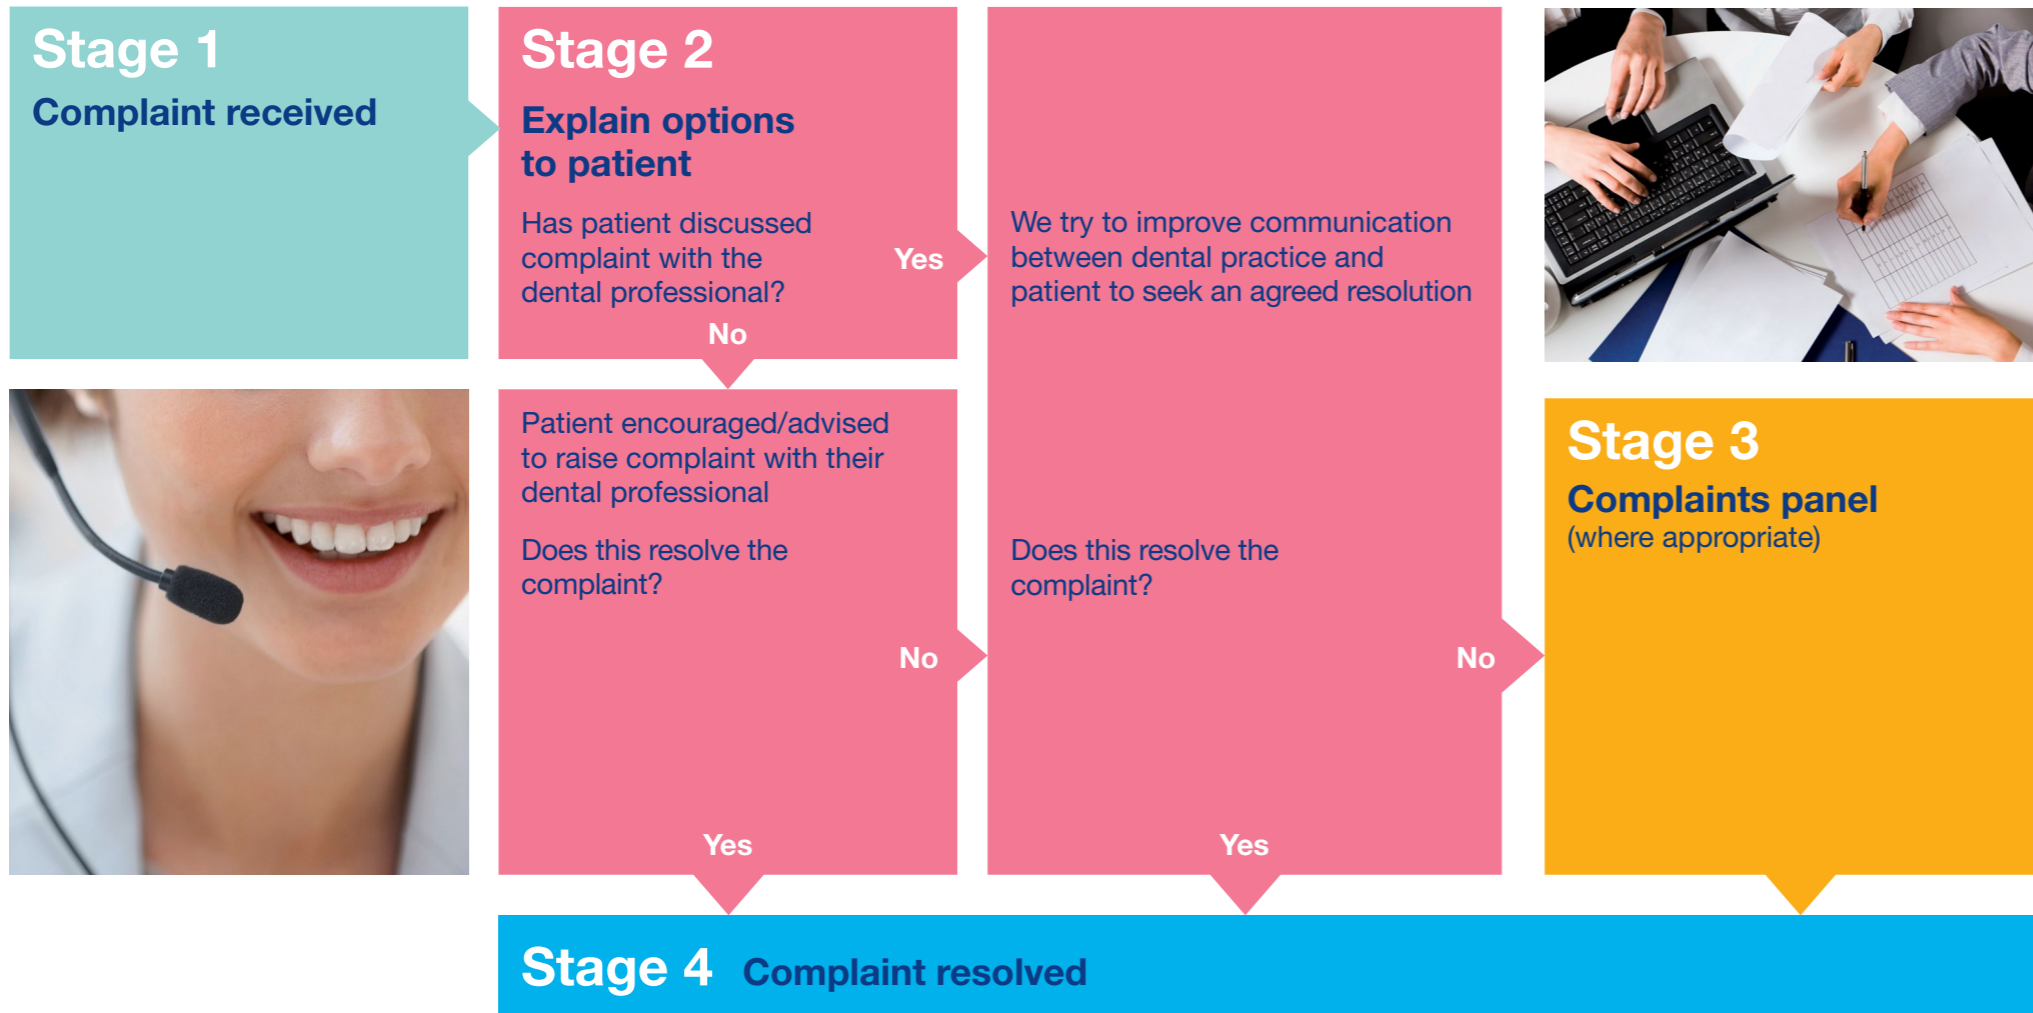 Stage 1
Complaint received
Stage 2
Explain options
to patient
Has patient discussed
complaint with the
dental professional?
Yes
No
Patient encouraged/advised
to raise complaint with their
dental professional
Does this resolve the
complaint?
No
Yes
We try to improve communication
between dental practice and
patient to seek an agreed resolution
Does this resolve the
complaint?
No
Yes
Stage 3
Complaints panel
(where appropriate)
Stage 4 Complaint resolved